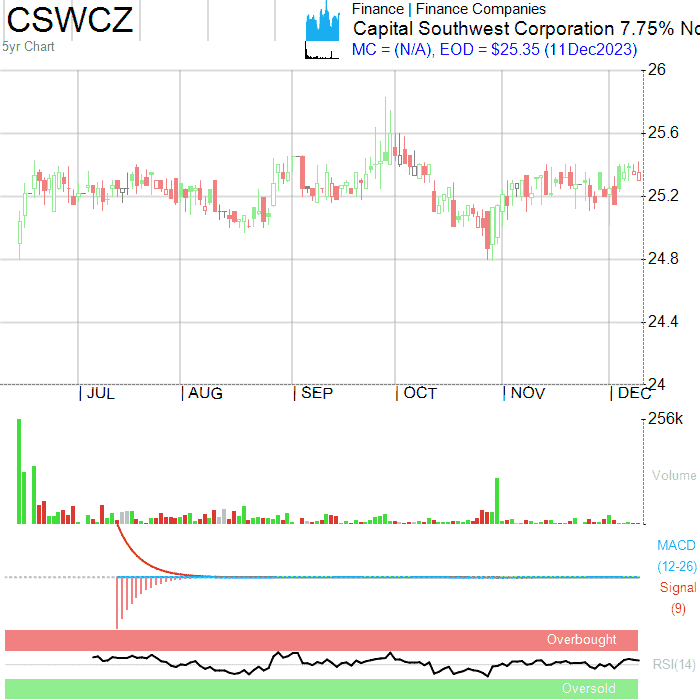 CSWCZ
5yr Chart
Finance | Finance Companies
Capital Southwest Corporation 7.75% No
MC = (N/A), EOD = $25.35 (11Dec2023)
26
25.6
25.2
24.8
24.4
24
| JUL | AUG | SEP | OCT | NOV | DEC
256k
Volume
MACD
(12-26)
Signal
(9)
Overbought
RSI(14)
Oversold